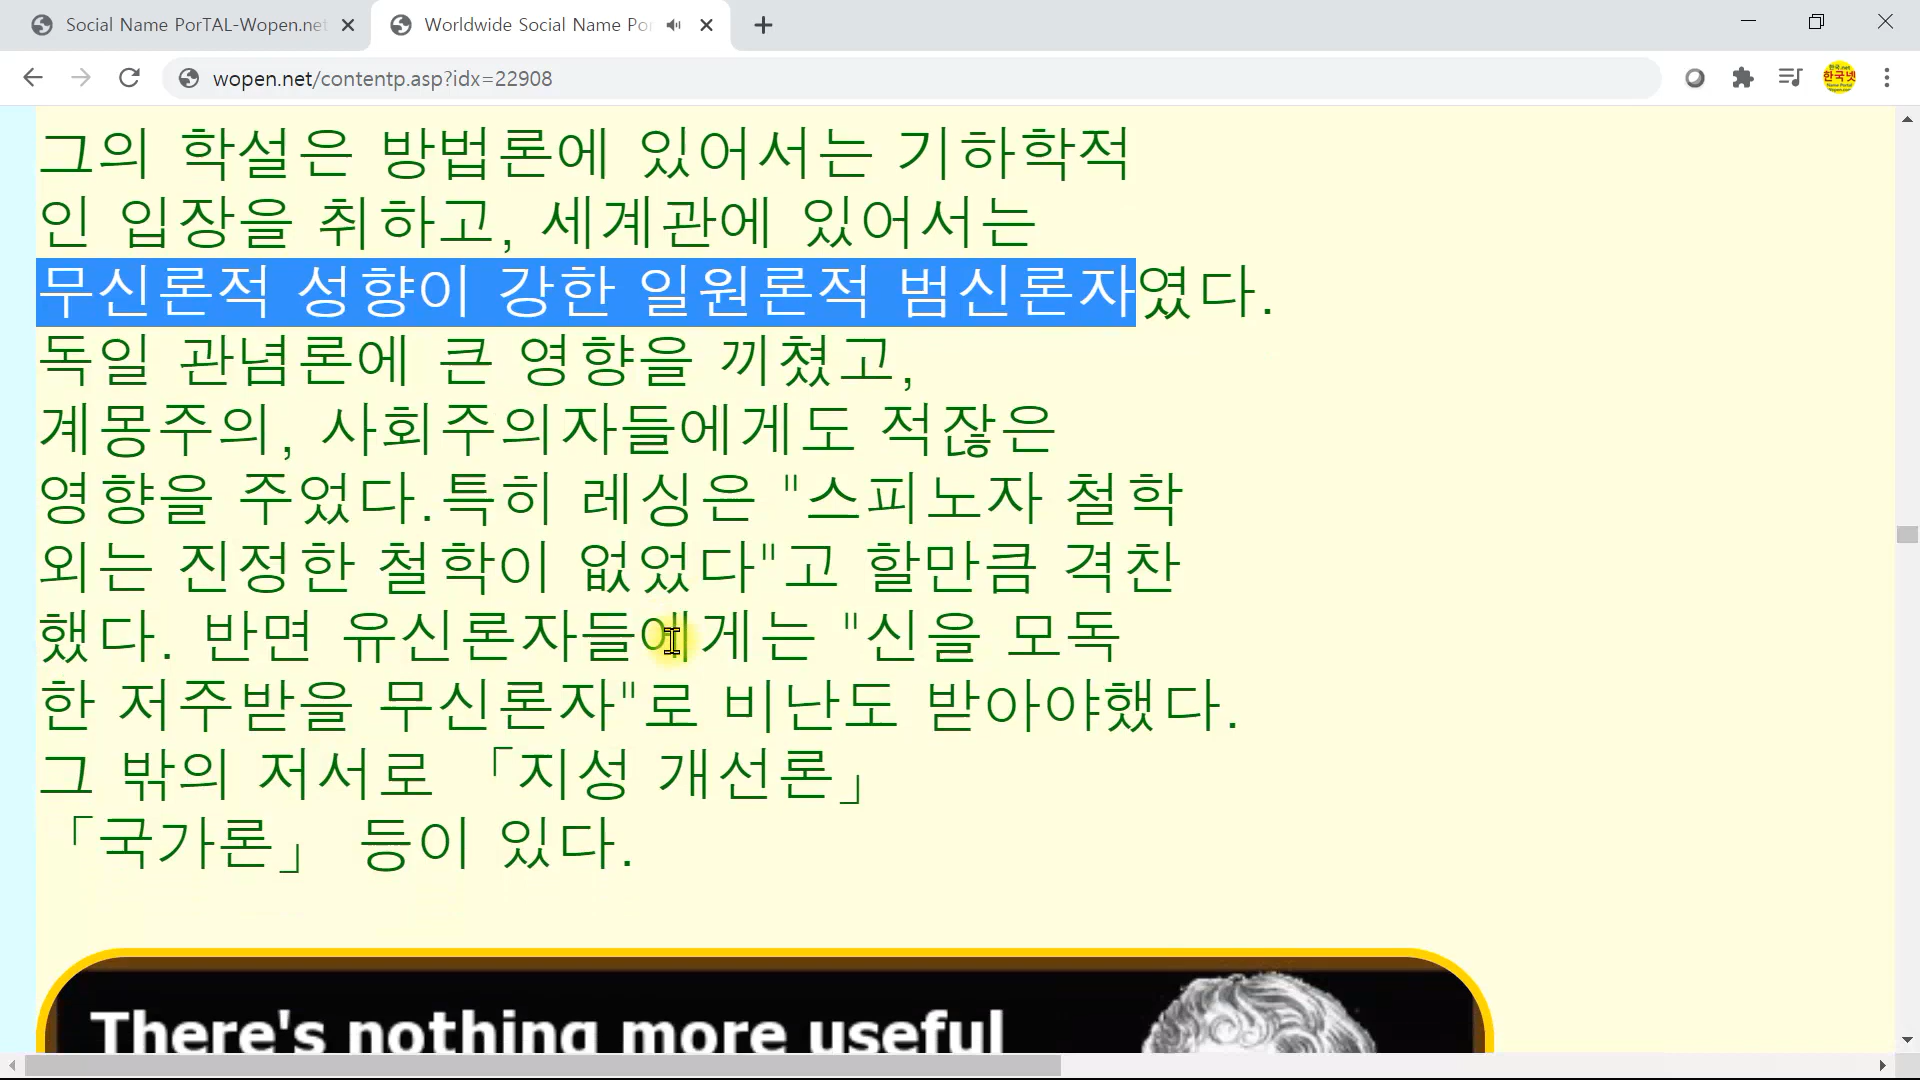 Social Name PorTAL-Wopen.net
Worldwide Social Name Po
wopen.net/contentp.asp?idx=22908
한국넷
그의 학설은 방법론에 있어서는 기하학적
인 입장을 취하고, 세계관에 있어서는
무신론적 성향이 강한 일원론적 범신론자였다.
독일 관념론에 큰 영향을 끼쳤고,
계몽주의, 사회주의자들에게도 적잖은
영향을 주었다.특히 레싱은 "스피노자 철학
외는 진정한 철학이 없었다"고 할만큼 격찬
했다. 반면 유신론자들에게는 "신을 모독
한 저주받을 무신론자"로 비난도 받아야했다.
그 밖의 저서로 「지성 개선론」
「국가론」 등이 있다.
There's nothing more useful